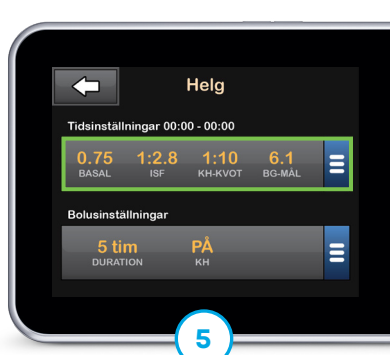 Helg
Tidsinställningar 00:00 - 00:00
0.75 1:2.8 1:10 6.1
BASAL ISF KH-KVOT BG-MÅL
Bolusinställningar
5 tim PÅ
DURATION KH
5